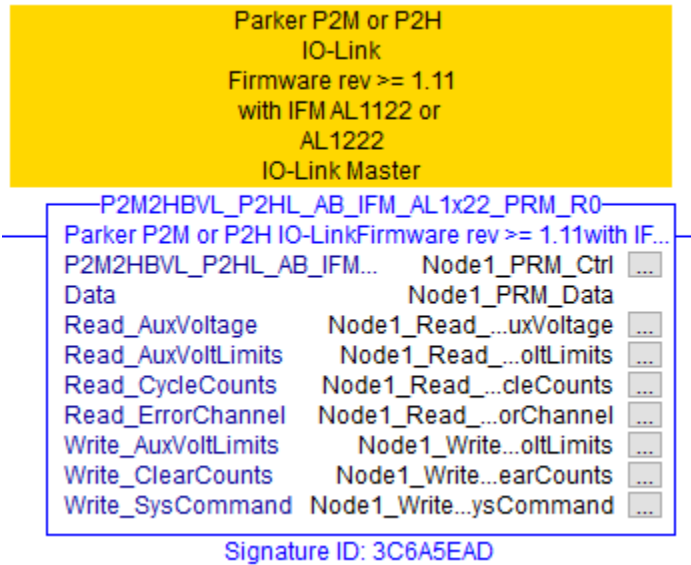 Parker P2M or P2H
IO-Link
Firmware rev >= 1.11
with IFM AL1122 or
AL1222
IO-Link Master
P2M2HBVL_P2HL_AB_IFM_AL1x22_PRM_R0
Parker P2M or P2H IO-LinkFirmware rev >= 1.11with IF...
P2M2HBVL_P2HL_AB_IFM... Node1_PRM_Ctrl ...
Data Node1_PRM_Data
Read_AuxVoltage Node1_Read_...uxVoltage ...
Read_AuxVoltLimits Node1_Read_...oltLimits ...
Read_CycleCounts Node1_Read_...cleCounts ...
Read_ErrorChannel Node1_Read_...orChannel ...
Write_AuxVoltLimits Node1_Write...oltLimits ...
Write_ClearCounts Node1_Write...earCounts ...
Write_SysCommand Node1_Write...ysCommand ...
Signature ID: 3C6A5EAD